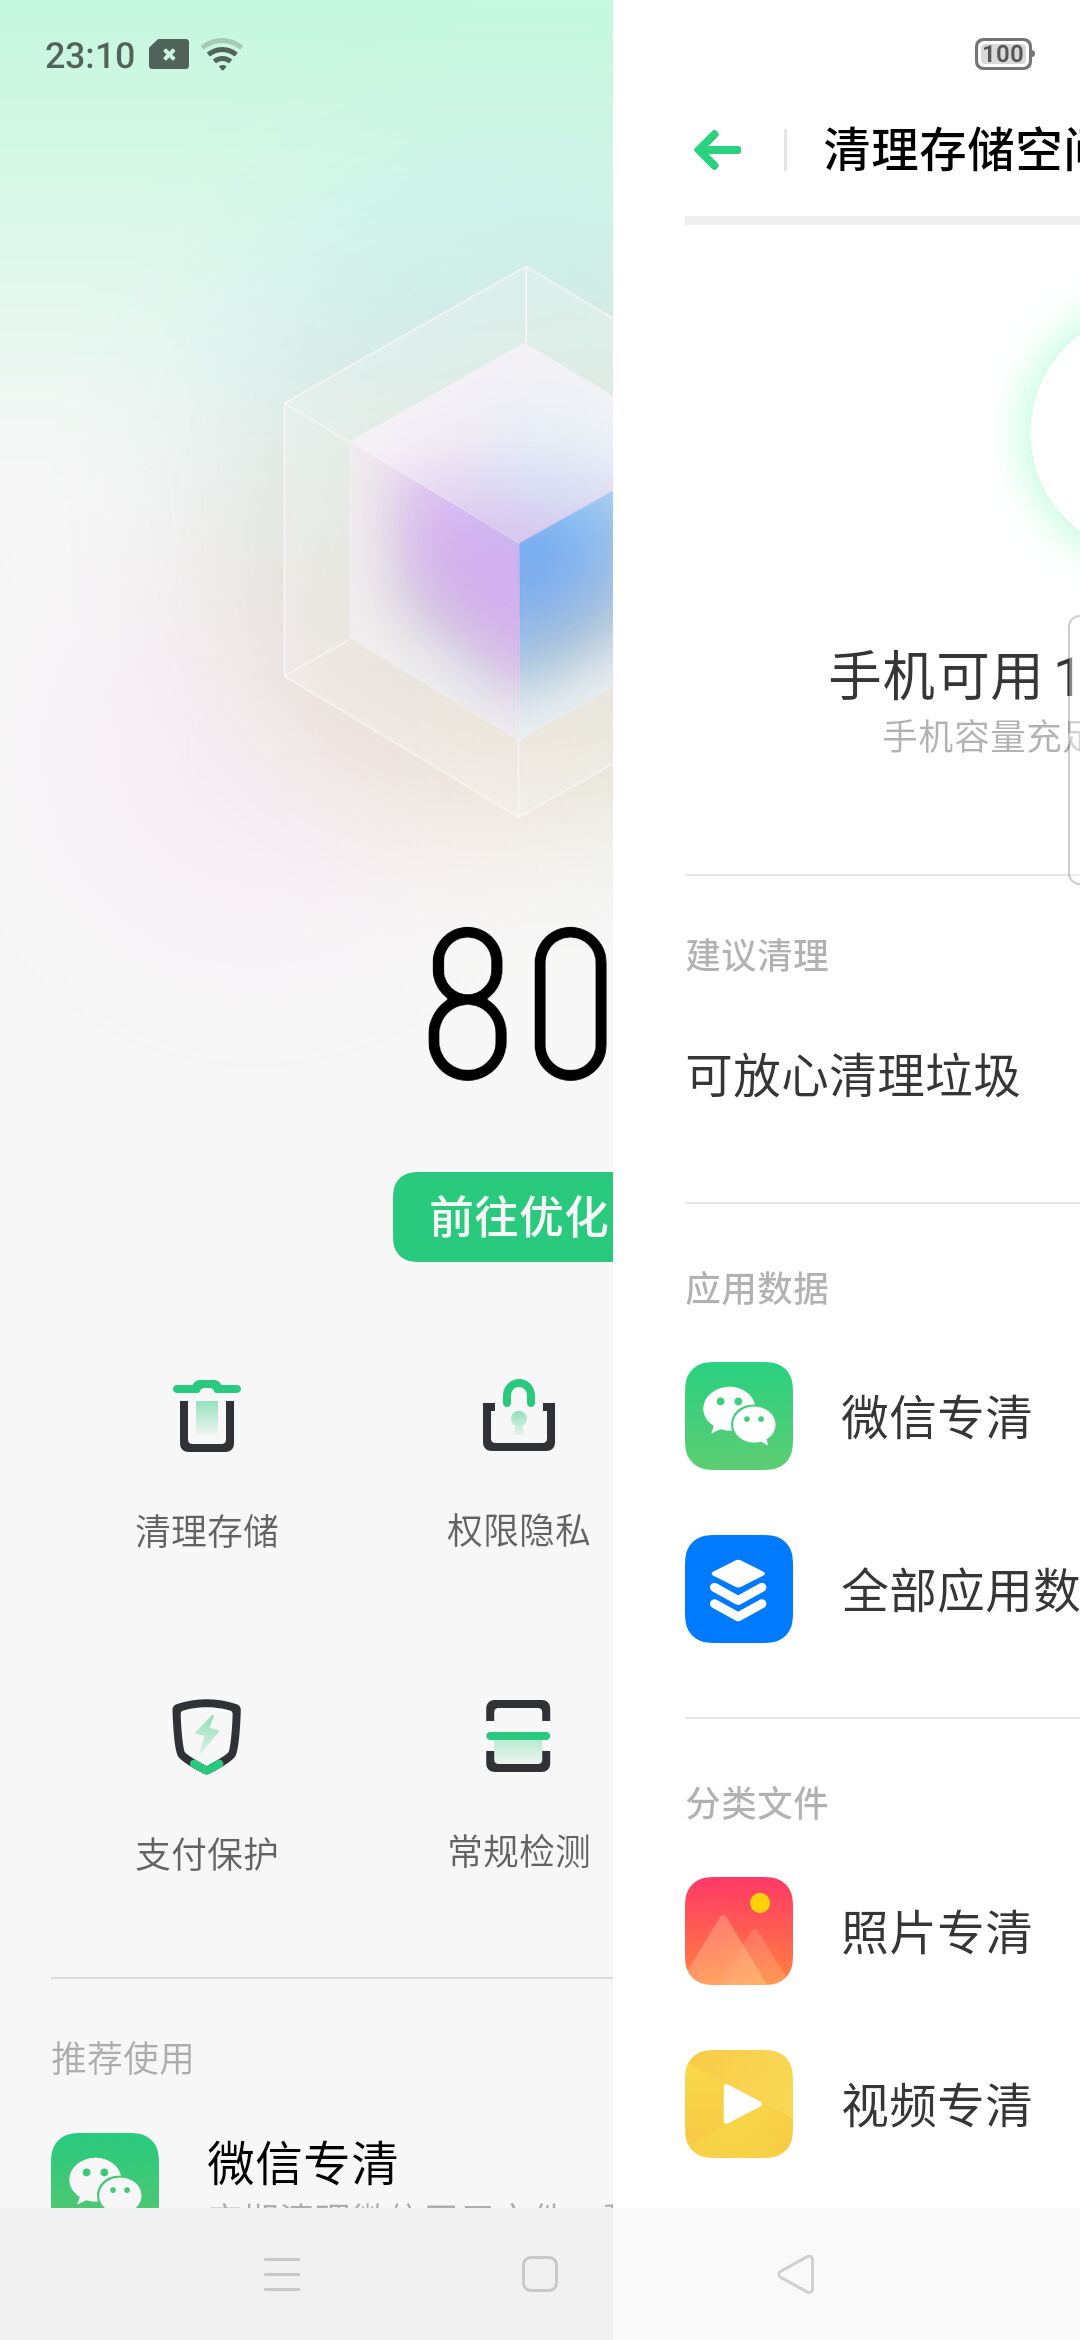 23:10
100
80
前往优化
清理存储
权限隐私
支付保护
常规检测
推荐使用
微信专清
清理存储空
手机可用 1
手机容量充
建议清理
可放心清理垃圾
应用数据
微信专清
全部应用数
分类文件
照片专清
视频专清